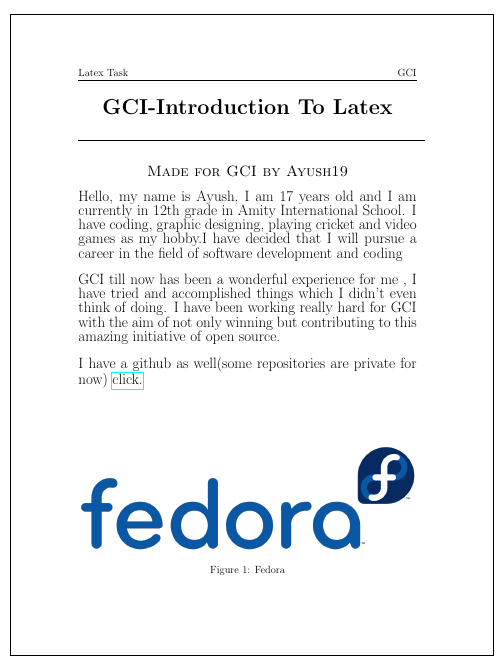 Latex Task GCI
GCI-Introduction To Latex
Made for GCI by Ayush19
Hello, my name is Ayush, I am 17 years old and I am
currently in 12th grade in Amity International School. I
have coding, graphic designing, playing cricket and video
games as my hobby.I have decided that I will pursue a
career in the field of software development and coding
GCI till now has been a wonderful experience for me , I
have tried and accomplished things which I didn't even
think of doing. I have been working really hard for GCI
with the aim of not only winning but contributing to this
amazing initiative of open source.
I have a github as well(some repositories are private for
now) click.
fedora
Figure 1: Fedora